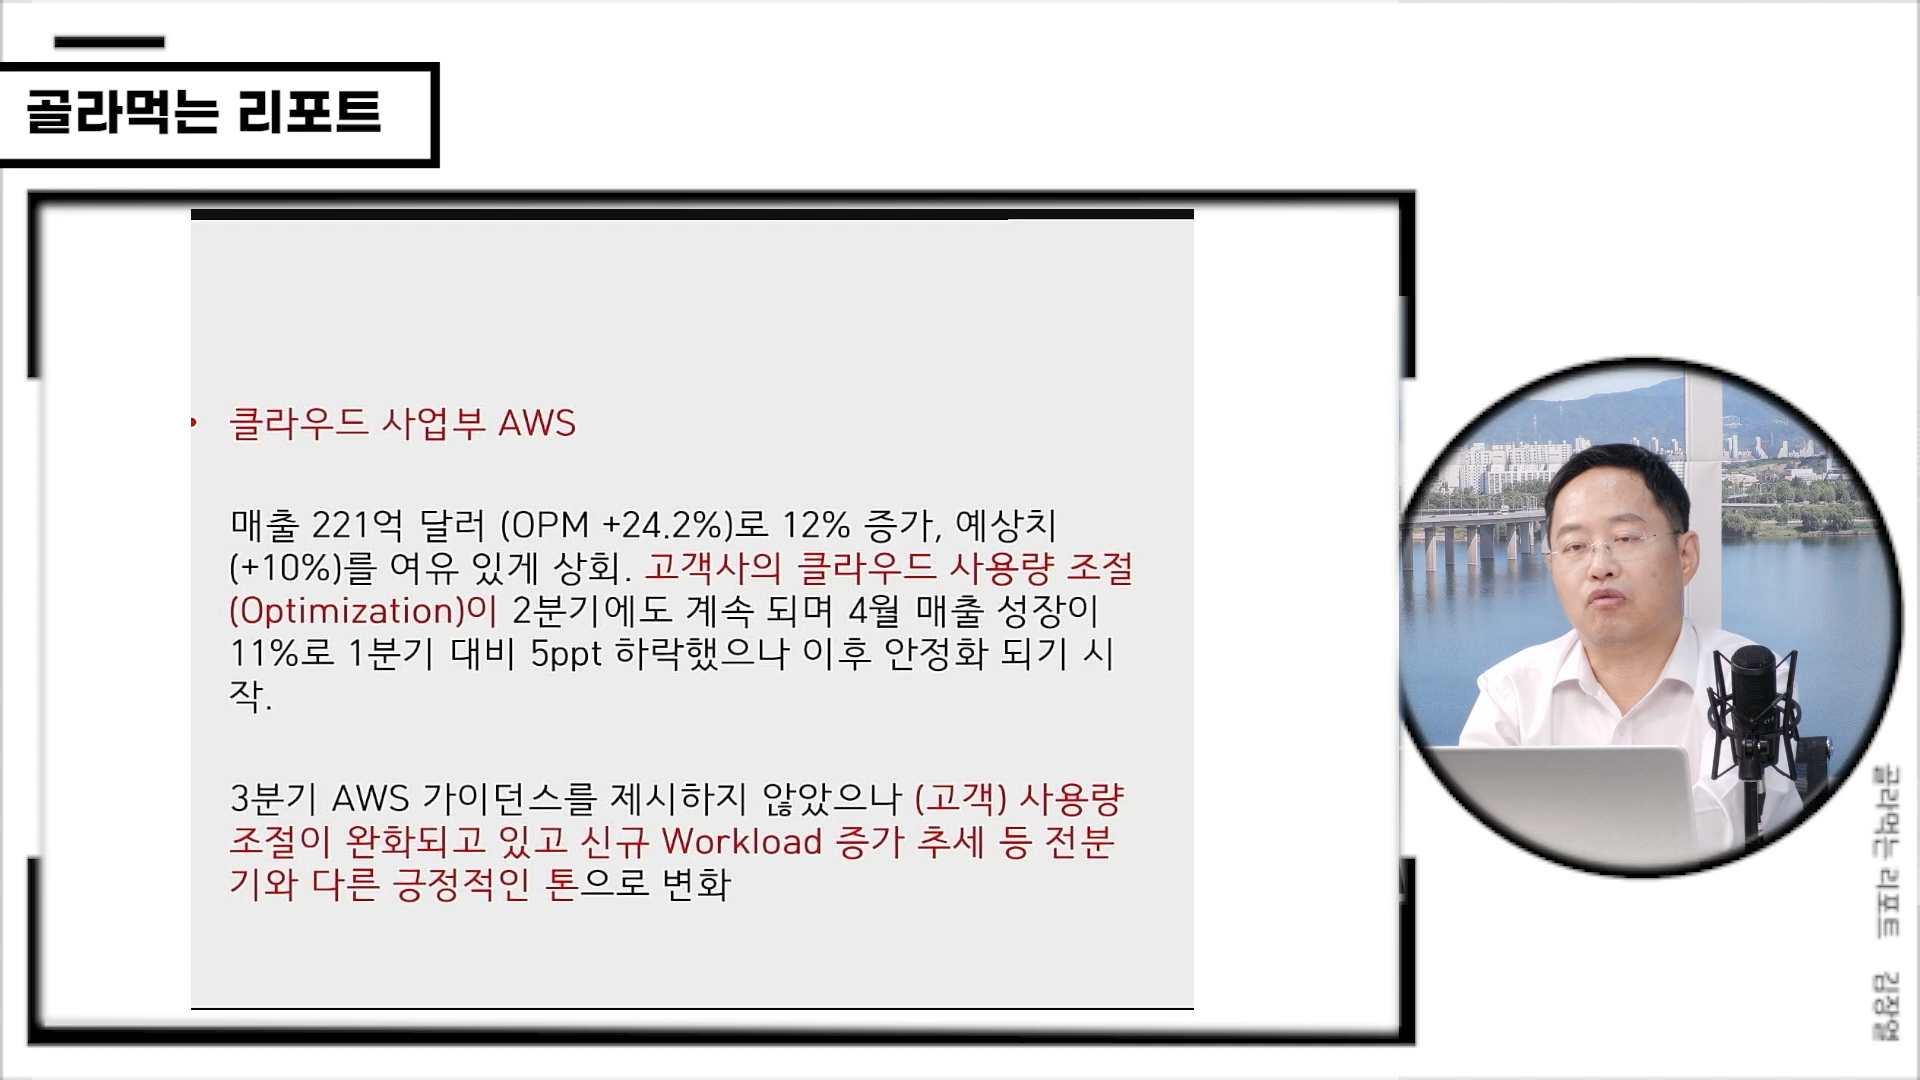 골라먹는 리포트
• 클라우드 사업부 AWS
매출 221억 달러 (OPM +24.2%)로 12% 증가, 예상치
(+10%)를 여유 있게 상회. 고객사의 클라우드 사용량 조절
(Optimization)이 2분기에도 계속 되며 4월 매출 성장이
11%로 1분기 대비 5ppt 하락했으나 이후 안정화 되기 시
작.
3분기 AWS 가이던스를 제시하지 않았으나 (고객) 사용량
조절이 완화되고 있고 신규 Workload 증가 추세 등 전분
기와 다른 긍정적인 톤으로 변화
골라먹는 리포트 김장열